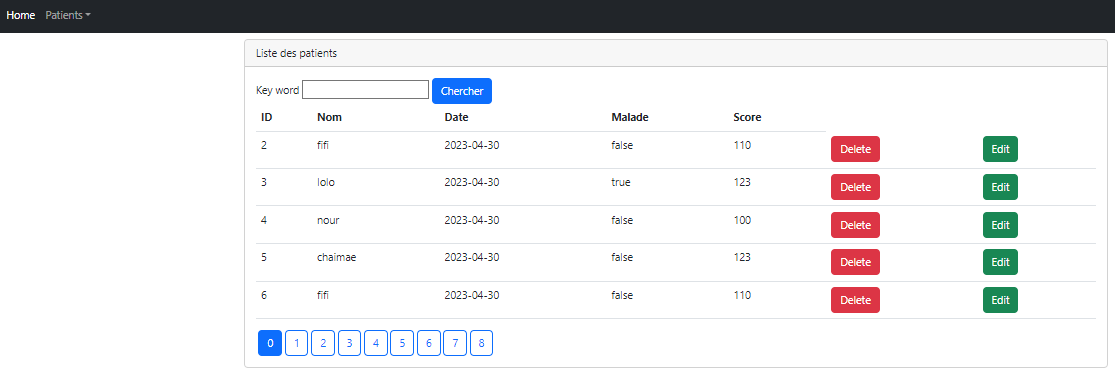 Home Patients
Liste des patients
Key word Chercher
ID Nom Date Malade Score
2 fifi 2023-04-30 false 110 Delete Edit
3 lolo 2023-04-30 true 123 Delete Edit
4 nour 2023-04-30 false 100 Delete Edit
5 chaimae 2023-04-30 false 123 Delete Edit
6 fifi 2023-04-30 false 110 Delete Edit
0 1 2 3 4 5 6 7 8